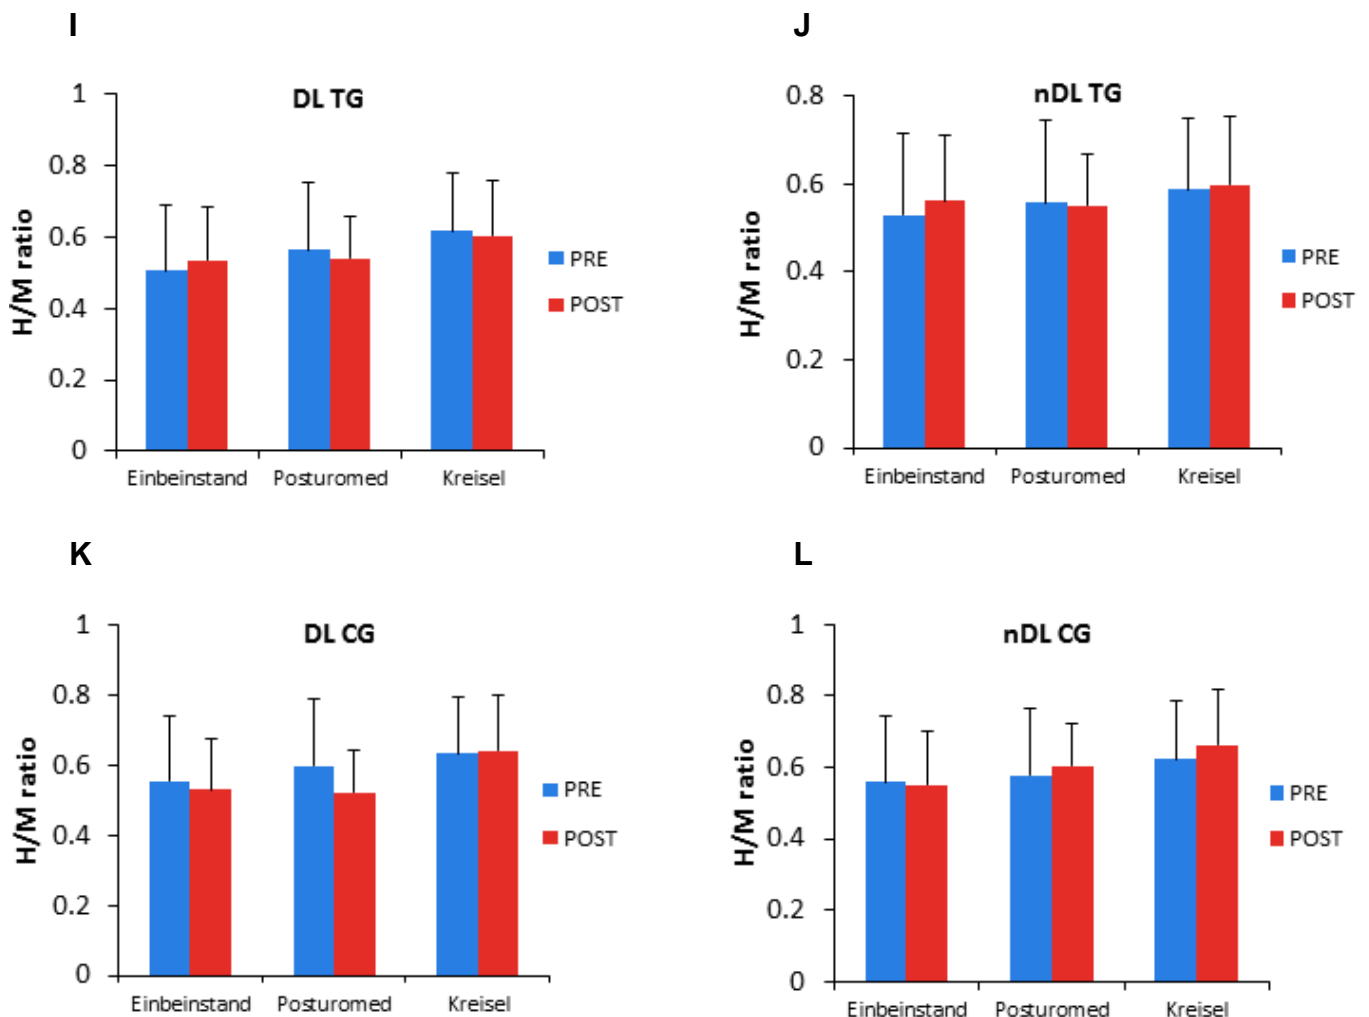 I
DL TG
H/M ratio
1
0.8
0.6
0.4
0.2
0
Einbeinstand Posturomed Kreisel
PRE
POST
J
nDL TG
H/M ratio
0.8
0.6
0.4
0.2
0
Einbeinstand Posturomed Kreisel
PRE
POST
K
DL CG
H/M ratio
1
0.8
0.6
0.4
0.2
0
Einbeinstand Posturomed Kreisel
PRE
POST
L
nDL CG
H/M ratio
1
0.8
0.6
0.4
0.2
0
Einbeinstand Posturomed Kreisel
PRE
POST